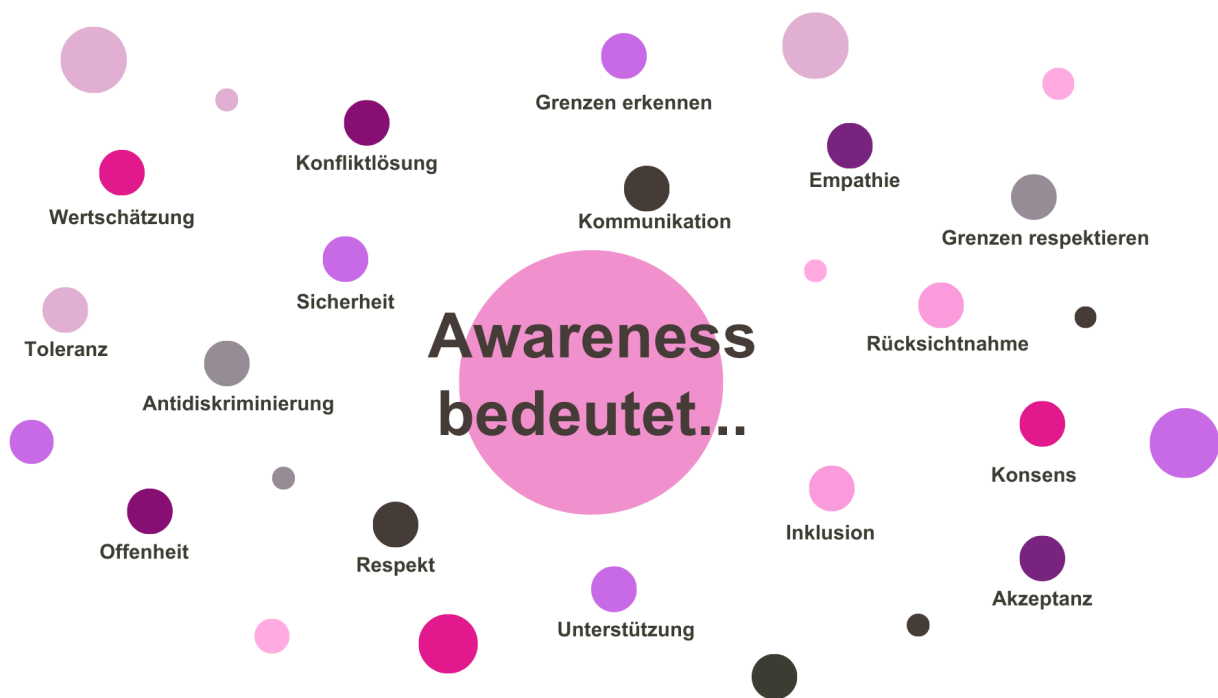 Grenzen erkennen
Konfliktlösung
Empathie
Wertschätzung
Kommunikation
Grenzen respektieren
Sicherheit
Awareness
bedeutet...
Toleranz
Rücksichtnahme
Antidiskriminierung
Konsens
Offenheit
Respekt
Inklusion
Akzeptanz
Unterstützung